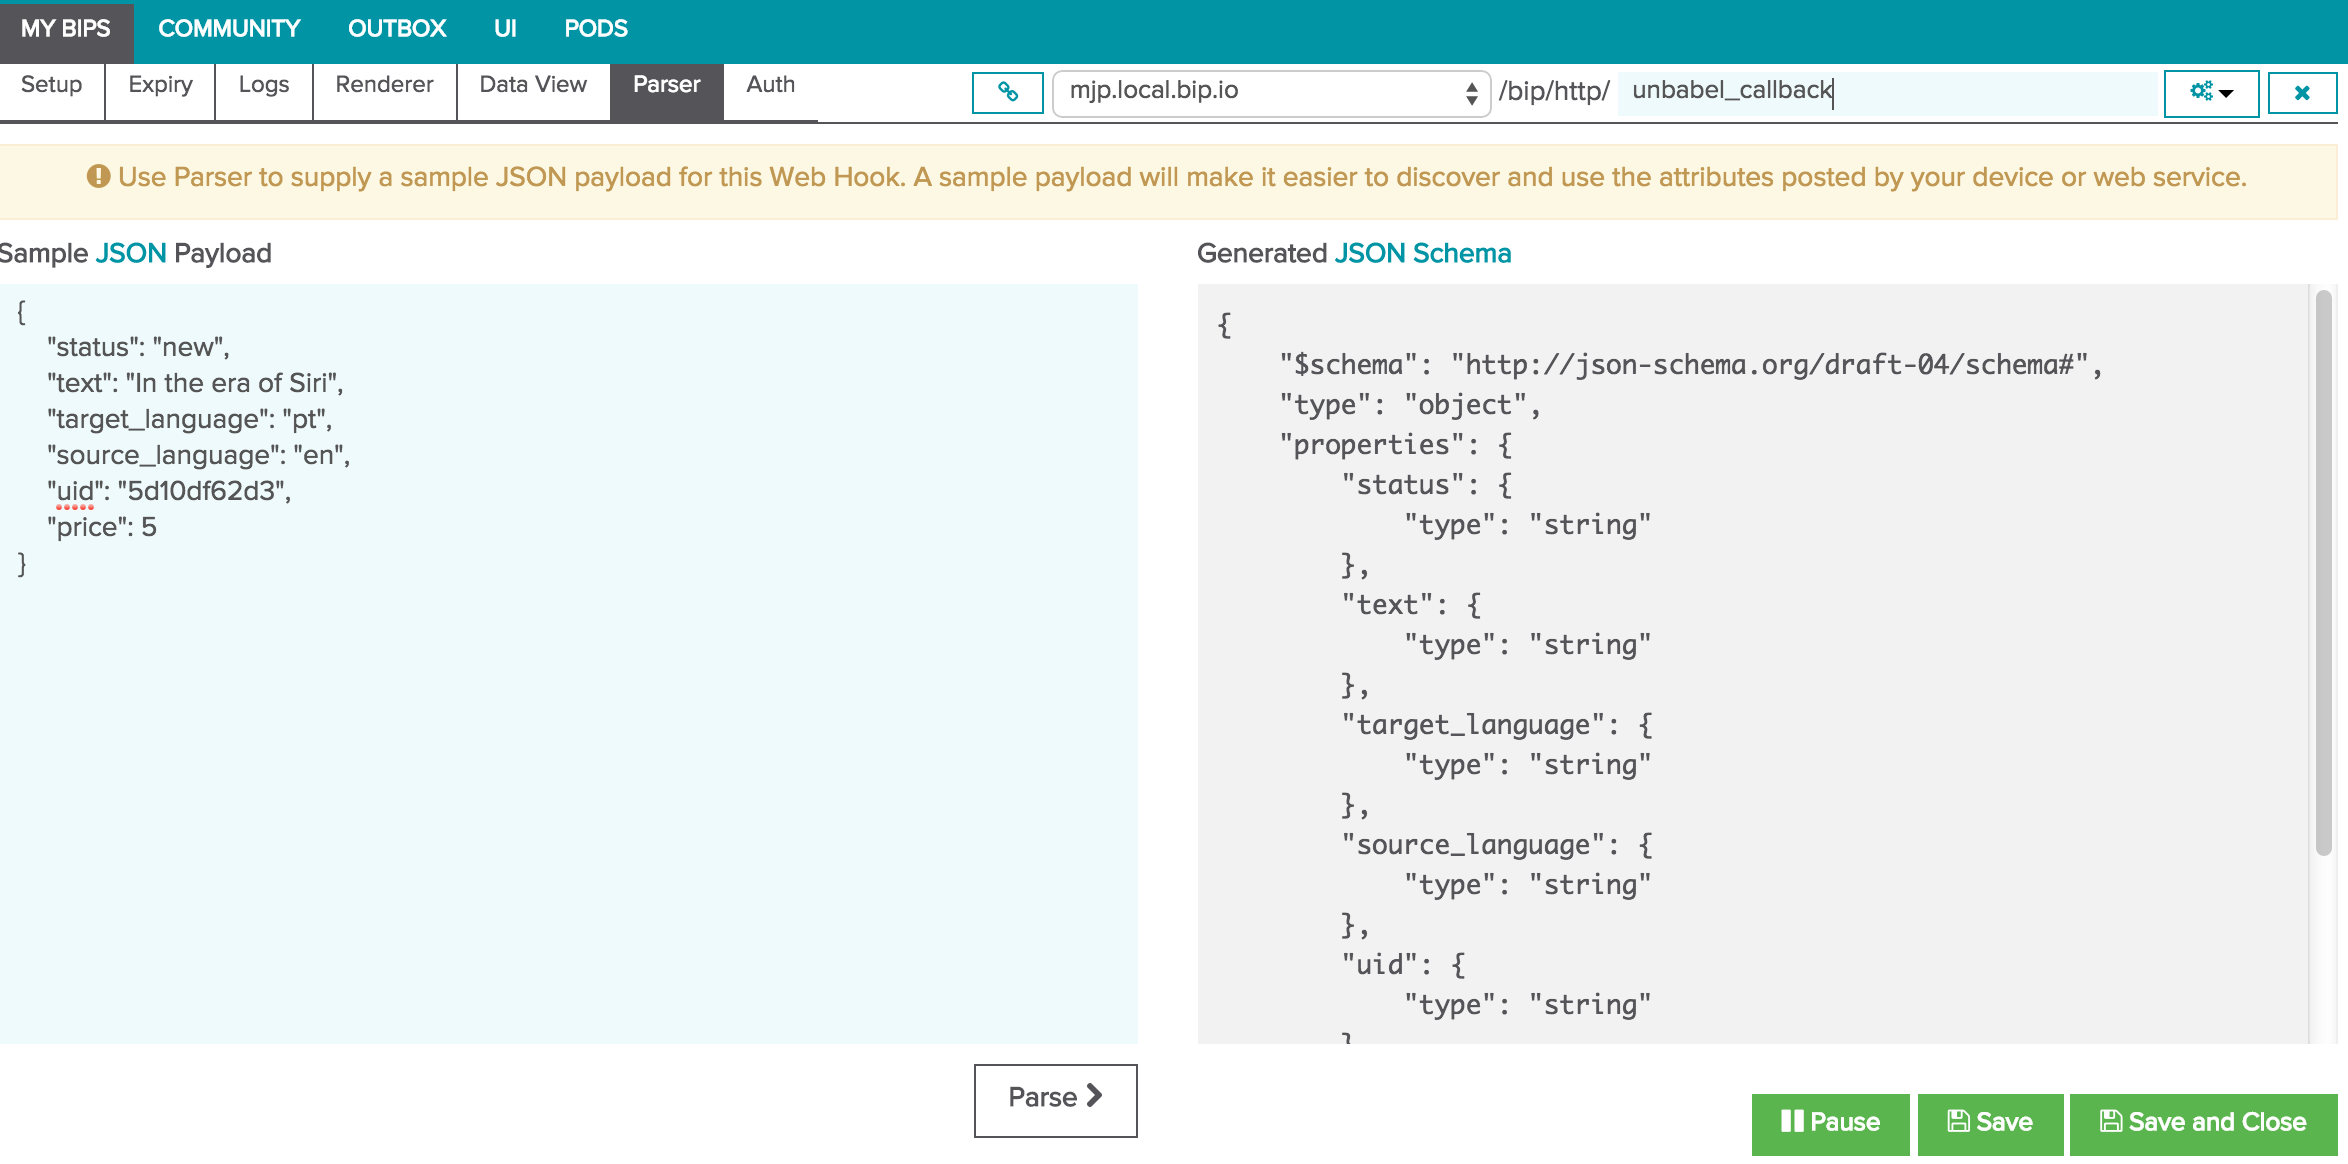 MY BIPS COMMUNITY OUTBOX UI PODS
Setup Expiry Logs Renderer Data View Parser Auth mjp.local.bip.io /bip/http/ unbabel_callback
Use Parser to supply a sample JSON payload for this Web Hook. A sample payload will make it easier to discover and use the attributes posted by your device or web service.
Sample JSON Payload
{
"status": "new",
"text": "In the era of Siri",
"target_language": "pt",
"source_language": "en",
"uid": "5d10df62d3",
"price": 5
}
Parse
Generated JSON Schema
{
"$schema": "http://json-schema.org/draft-04/schema#",
"type": "object",
"properties": {
"status": {
"type": "string"
},
"text": {
"type": "string"
},
"target_language": {
"type": "string"
},
"source_language": {
"type": "string"
},
"uid": {
"type": "string"
}
Pause Save Save and Close